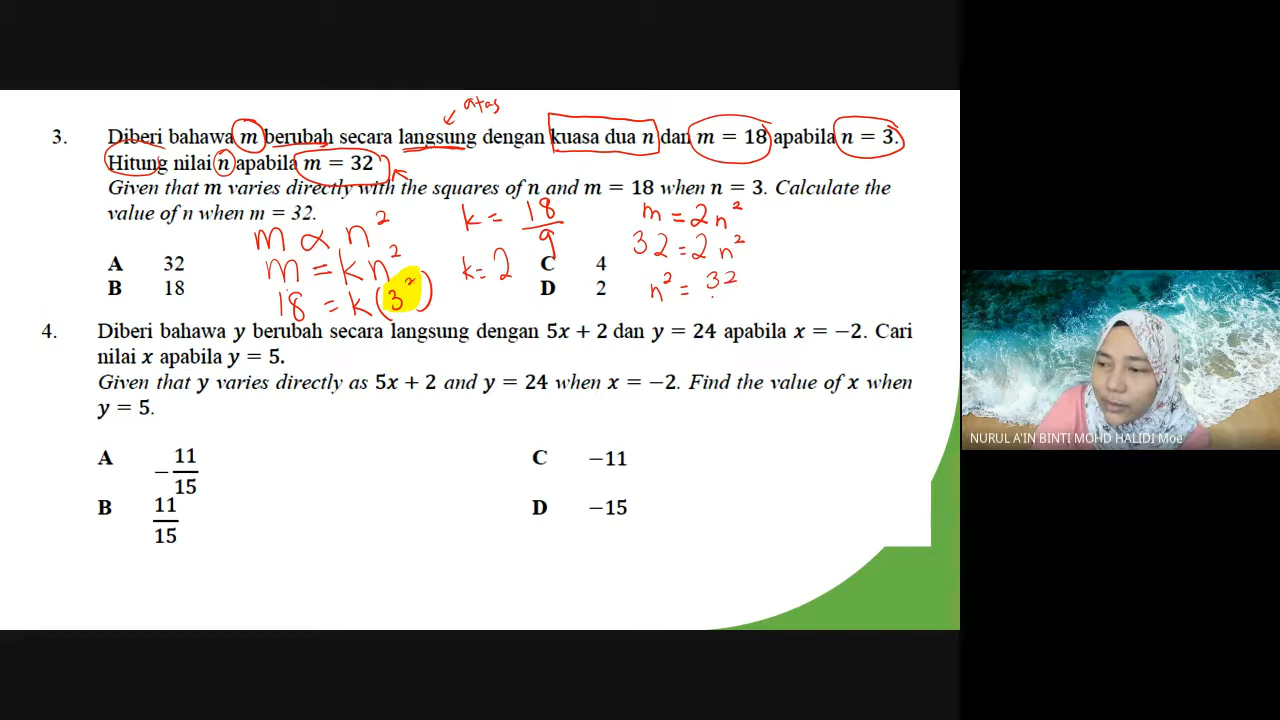 atas
3. Diberi bahawa m berubah secara langsung dengan kuasa dua n dan m = 18 apabila n = 3.
Hitung nilai n apabila m = 32
Given that m varies directly with the squares of n and m = 18 when n = 3. Calculate the
value of n when m = 32.
m ∝ n²
m = kn²
18 = k(3²)
k = 18/9
k = 2
m = 2n²
32 = 2n²
n² = 32
A 32
B 18
C 4
D 2
4. Diberi bahawa y berubah secara langsung dengan 5x + 2 dan y = 24 apabila x = −2. Cari
nilai x apabila y = 5.
Given that y varies directly as 5x + 2 and y = 24 when x = −2. Find the value of x when
y = 5.
A −11/15
B 11/15
C −11
D −15
NURUL A'IN BINTI MOHD HALIDI Moe